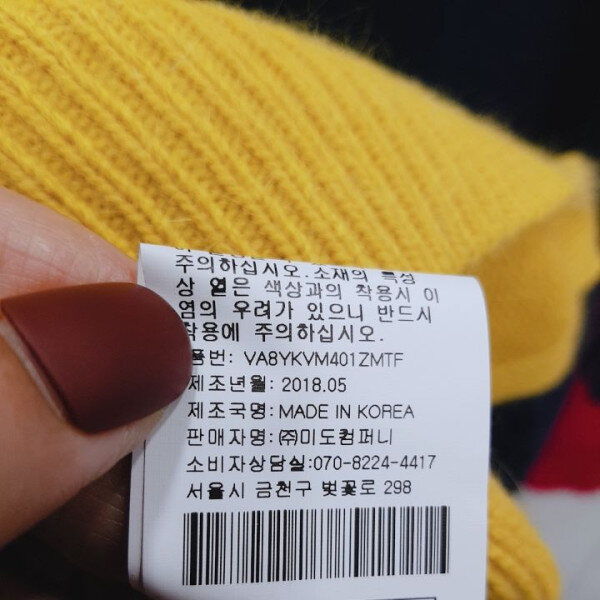 주의하십시오.소재의 특성
상 옅은 색상과의 착용시 이
염의 우려가 있으니 반드시
착용에 주의하십시오.
품번: VA8YKVM401ZMTF
제조년월: 2018.05
제조국명: MADE IN KOREA
판매자명: ㈜미도컴퍼니
소비자상담실:070-8224-4417
서울시 금천구 벚꽃로 298